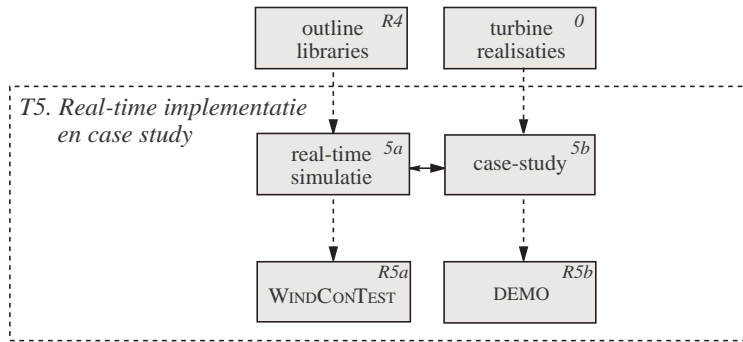 outline R4
libraries
turbine 0
realisaties
T5. Real-time implementatie
en case study
real-time 5a
simulatie
case-study 5b
R5a
WINDCONTEST
R5b
DEMO